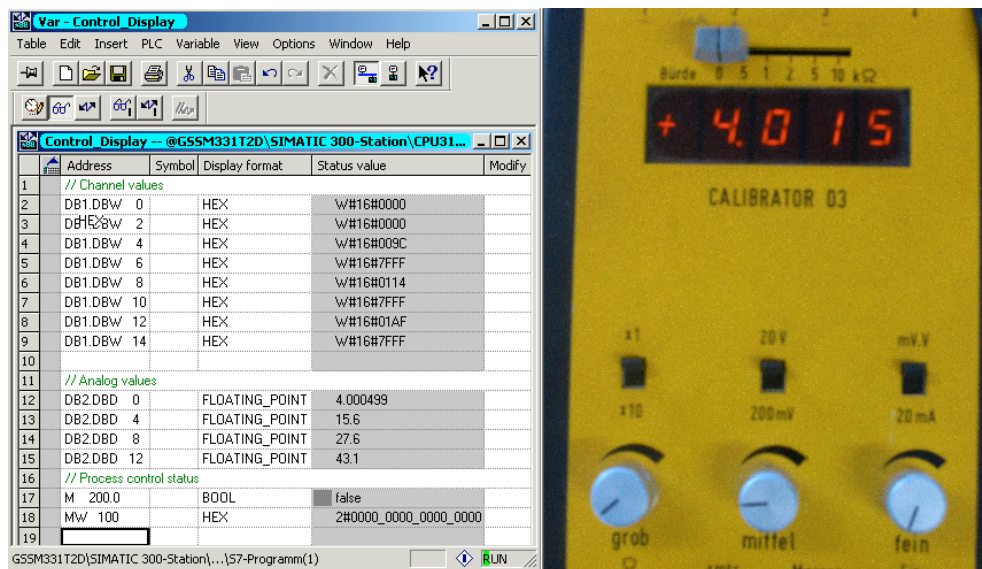 Var - Control_Display
Table Edit Insert PLC Variable View Options Window Help
Control_Display -- @GSSM331T2D\SIMATIC 300-Station\CPU31...
Address Symbol Display format Status value Modify
1 // Channel values
2 DB1.DBW 0 HEX W#16#0000
3 DB1.DBW 2 HEX W#16#0000
HEX
4 DB1.DBW 4 HEX W#16#009C
5 DB1.DBW 6 HEX W#16#7FFF
6 DB1.DBW 8 HEX W#16#0114
7 DB1.DBW 10 HEX W#16#7FFF
8 DB1.DBW 12 HEX W#16#01AF
9 DB1.DBW 14 HEX W#16#7FFF
10
11 // Analog values
12 DB2.DBD 0 FLOATING_POINT 4.000499
13 DB2.DBD 4 FLOATING_POINT 15.6
14 DB2.DBD 8 FLOATING_POINT 27.6
15 DB2.DBD 12 FLOATING_POINT 43.1
16 // Process control status
17 M 200.0 BOOL false
18 MW 100 HEX 2#0000_0000_0000_0000
19
GSSM331T2D\SIMATIC 300-Station\...\S7-Programm(1) RUN
Bürde 0 .5 1 2 5 10 kΩ
+ 4.015
CALIBRATOR 03
x1 20 V mV.V
x10 200mV 20 mA
grob mittel fein